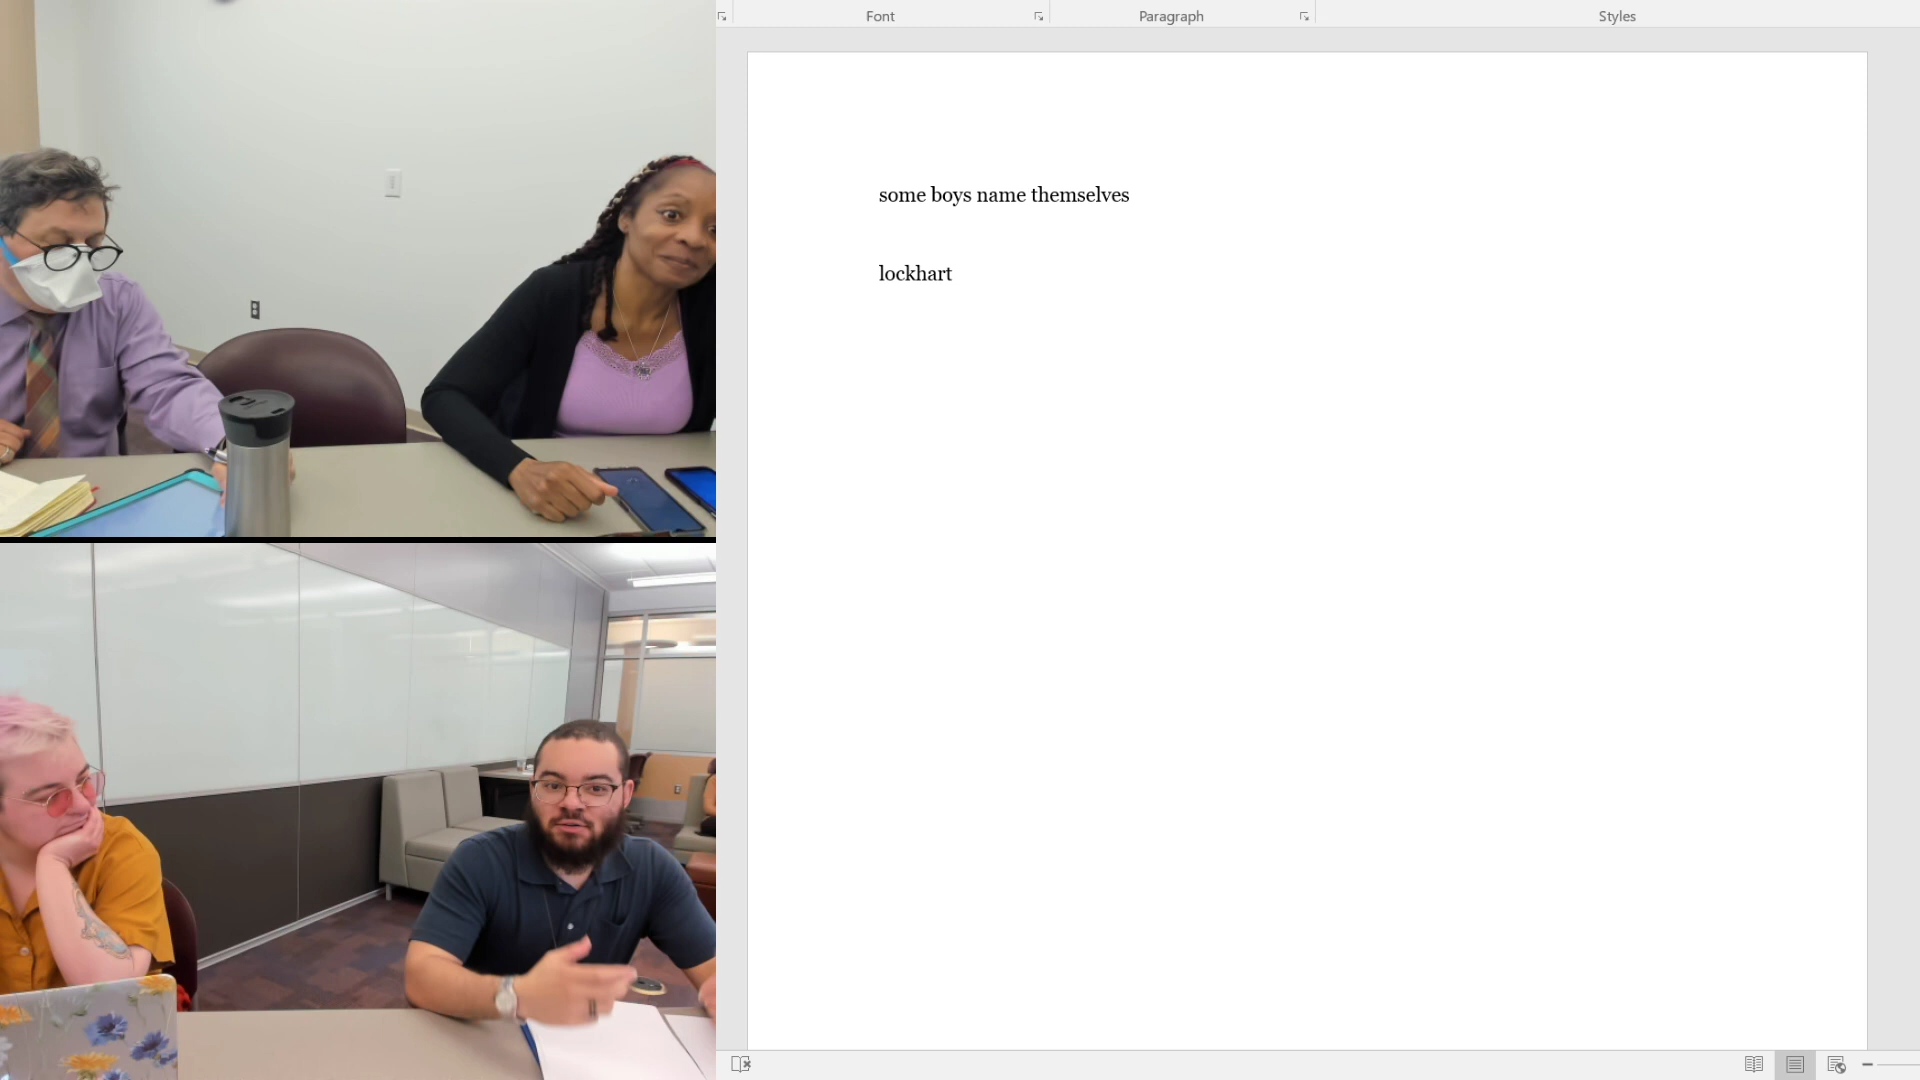 Font
Paragraph
Styles
some boys name themselves
lockhart